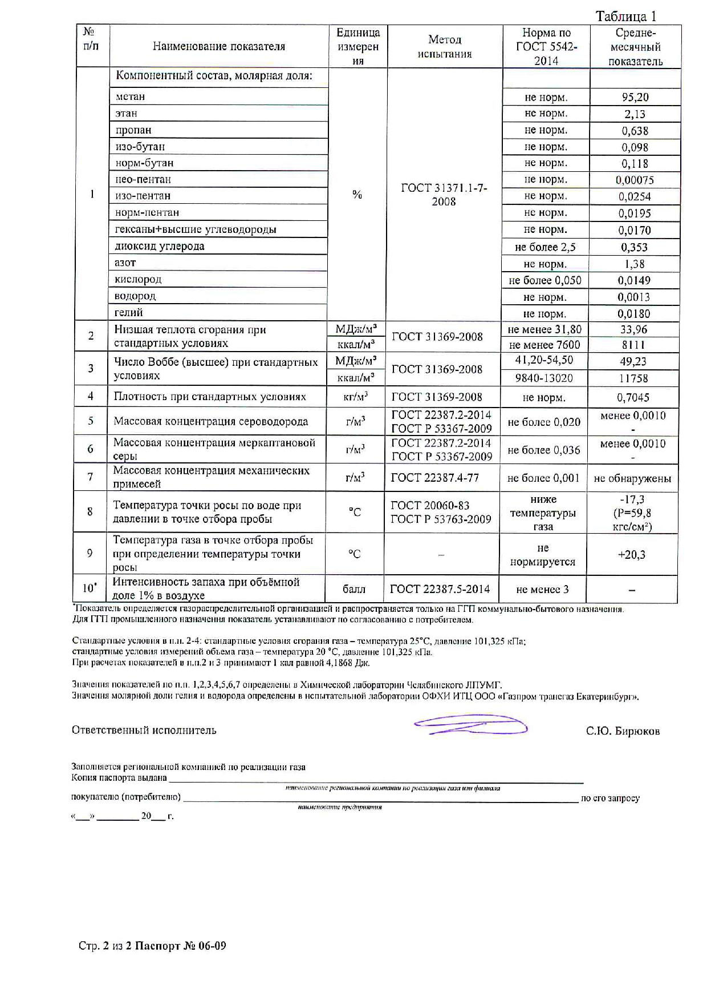 Таблица 1
№ п/п Наименование показателя Единица измерен ия Метод испытания Норма по ГОСТ 5542-2014 Средне-месячный показатель
1 Компонентный состав, молярная доля: % ГОСТ 31371.1-7-2008
метан не норм. 95,20
этан не норм. 2,13
пропан не норм. 0,638
изо-бутан не норм. 0,098
норм-бутан не норм. 0,118
нео-пентан не норм. 0,00075
изо-пентан не норм. 0,0254
норм-пентан не норм. 0,0195
гексаны+высшие углеводороды не норм. 0,0170
диоксид углерода не более 2,5 0,353
азот не норм. 1,38
кислород не более 0,050 0,0149
водород не норм. 0,0013
гелий не норм. 0,0180
2 Низшая теплота сгорания при стандартных условиях МДж/м³ ГОСТ 31369-2008 не менее 31,80 33,96
ккал/м³ не менее 7600 8111
3 Число Воббе (высшее) при стандартных условиях МДж/м³ ГОСТ 31369-2008 41,20-54,50 49,23
ккал/м³ 9840-13020 11758
4 Плотность при стандартных условиях кг/м³ ГОСТ 31369-2008 не норм. 0,7045
5 Массовая концентрация сероводорода г/м³ ГОСТ 22387.2-2014 ГОСТ Р 53367-2009 не более 0,020 менее 0,0010 -
6 Массовая концентрация меркаптановой серы г/м³ ГОСТ 22387.2-2014 ГОСТ Р 53367-2009 не более 0,036 менее 0,0010 -
7 Массовая концентрация механических примесей г/м³ ГОСТ 22387.4-77 не более 0,001 не обнаружены
8 Температура точки росы по воде при давлении в точке отбора пробы °С ГОСТ 20060-83 ГОСТ Р 53763-2009 ниже температуры газа -17,3 (Р=59,8 кгс/см²)
9 Температура газа в точке отбора пробы при определении температуры точки росы °С – не нормируется +20,3
10* Интенсивность запаха при объёмной доле 1% в воздухе балл ГОСТ 22387.5-2014 не менее 3 –
*Показатель определяется газораспределительной организацией и распространяется только на ГГП коммунально-бытового назначения.
Для ГГП промышленного назначения показатель устанавливают по согласованию с потребителем.
Стандартные условия в п.п. 2-4: стандартные условия сгорания газа – температура 25°С, давление 101,325 кПа;
стандартные условия измерений объема газа – температура 20 °С, давление 101,325 кПа.
При расчетах показателей в п.п.2 и 3 принимают 1 кал равной 4,1868 Дж.
Значения показателей по п.п. 1,2,3,4,5,6,7 определены в Химической лаборатории Челябинского ЛПУМГ.
Значения молярной доли гелия и водорода определены в испытательной лаборатории ОФХИ ИТЦ ООО «Газпром трансгаз Екатеринбург».
Ответственный исполнитель С.Ю. Бирюков
Заполняется региональной компанией по реализации газа
Копия паспорта выдана
наименование региональной компании по реализации газа или филиала
покупателю (потребителю) по его запросу
наименование предприятия
«___» ________ 20___ г.
Стр. 2 из 2 Паспорт № 06-09